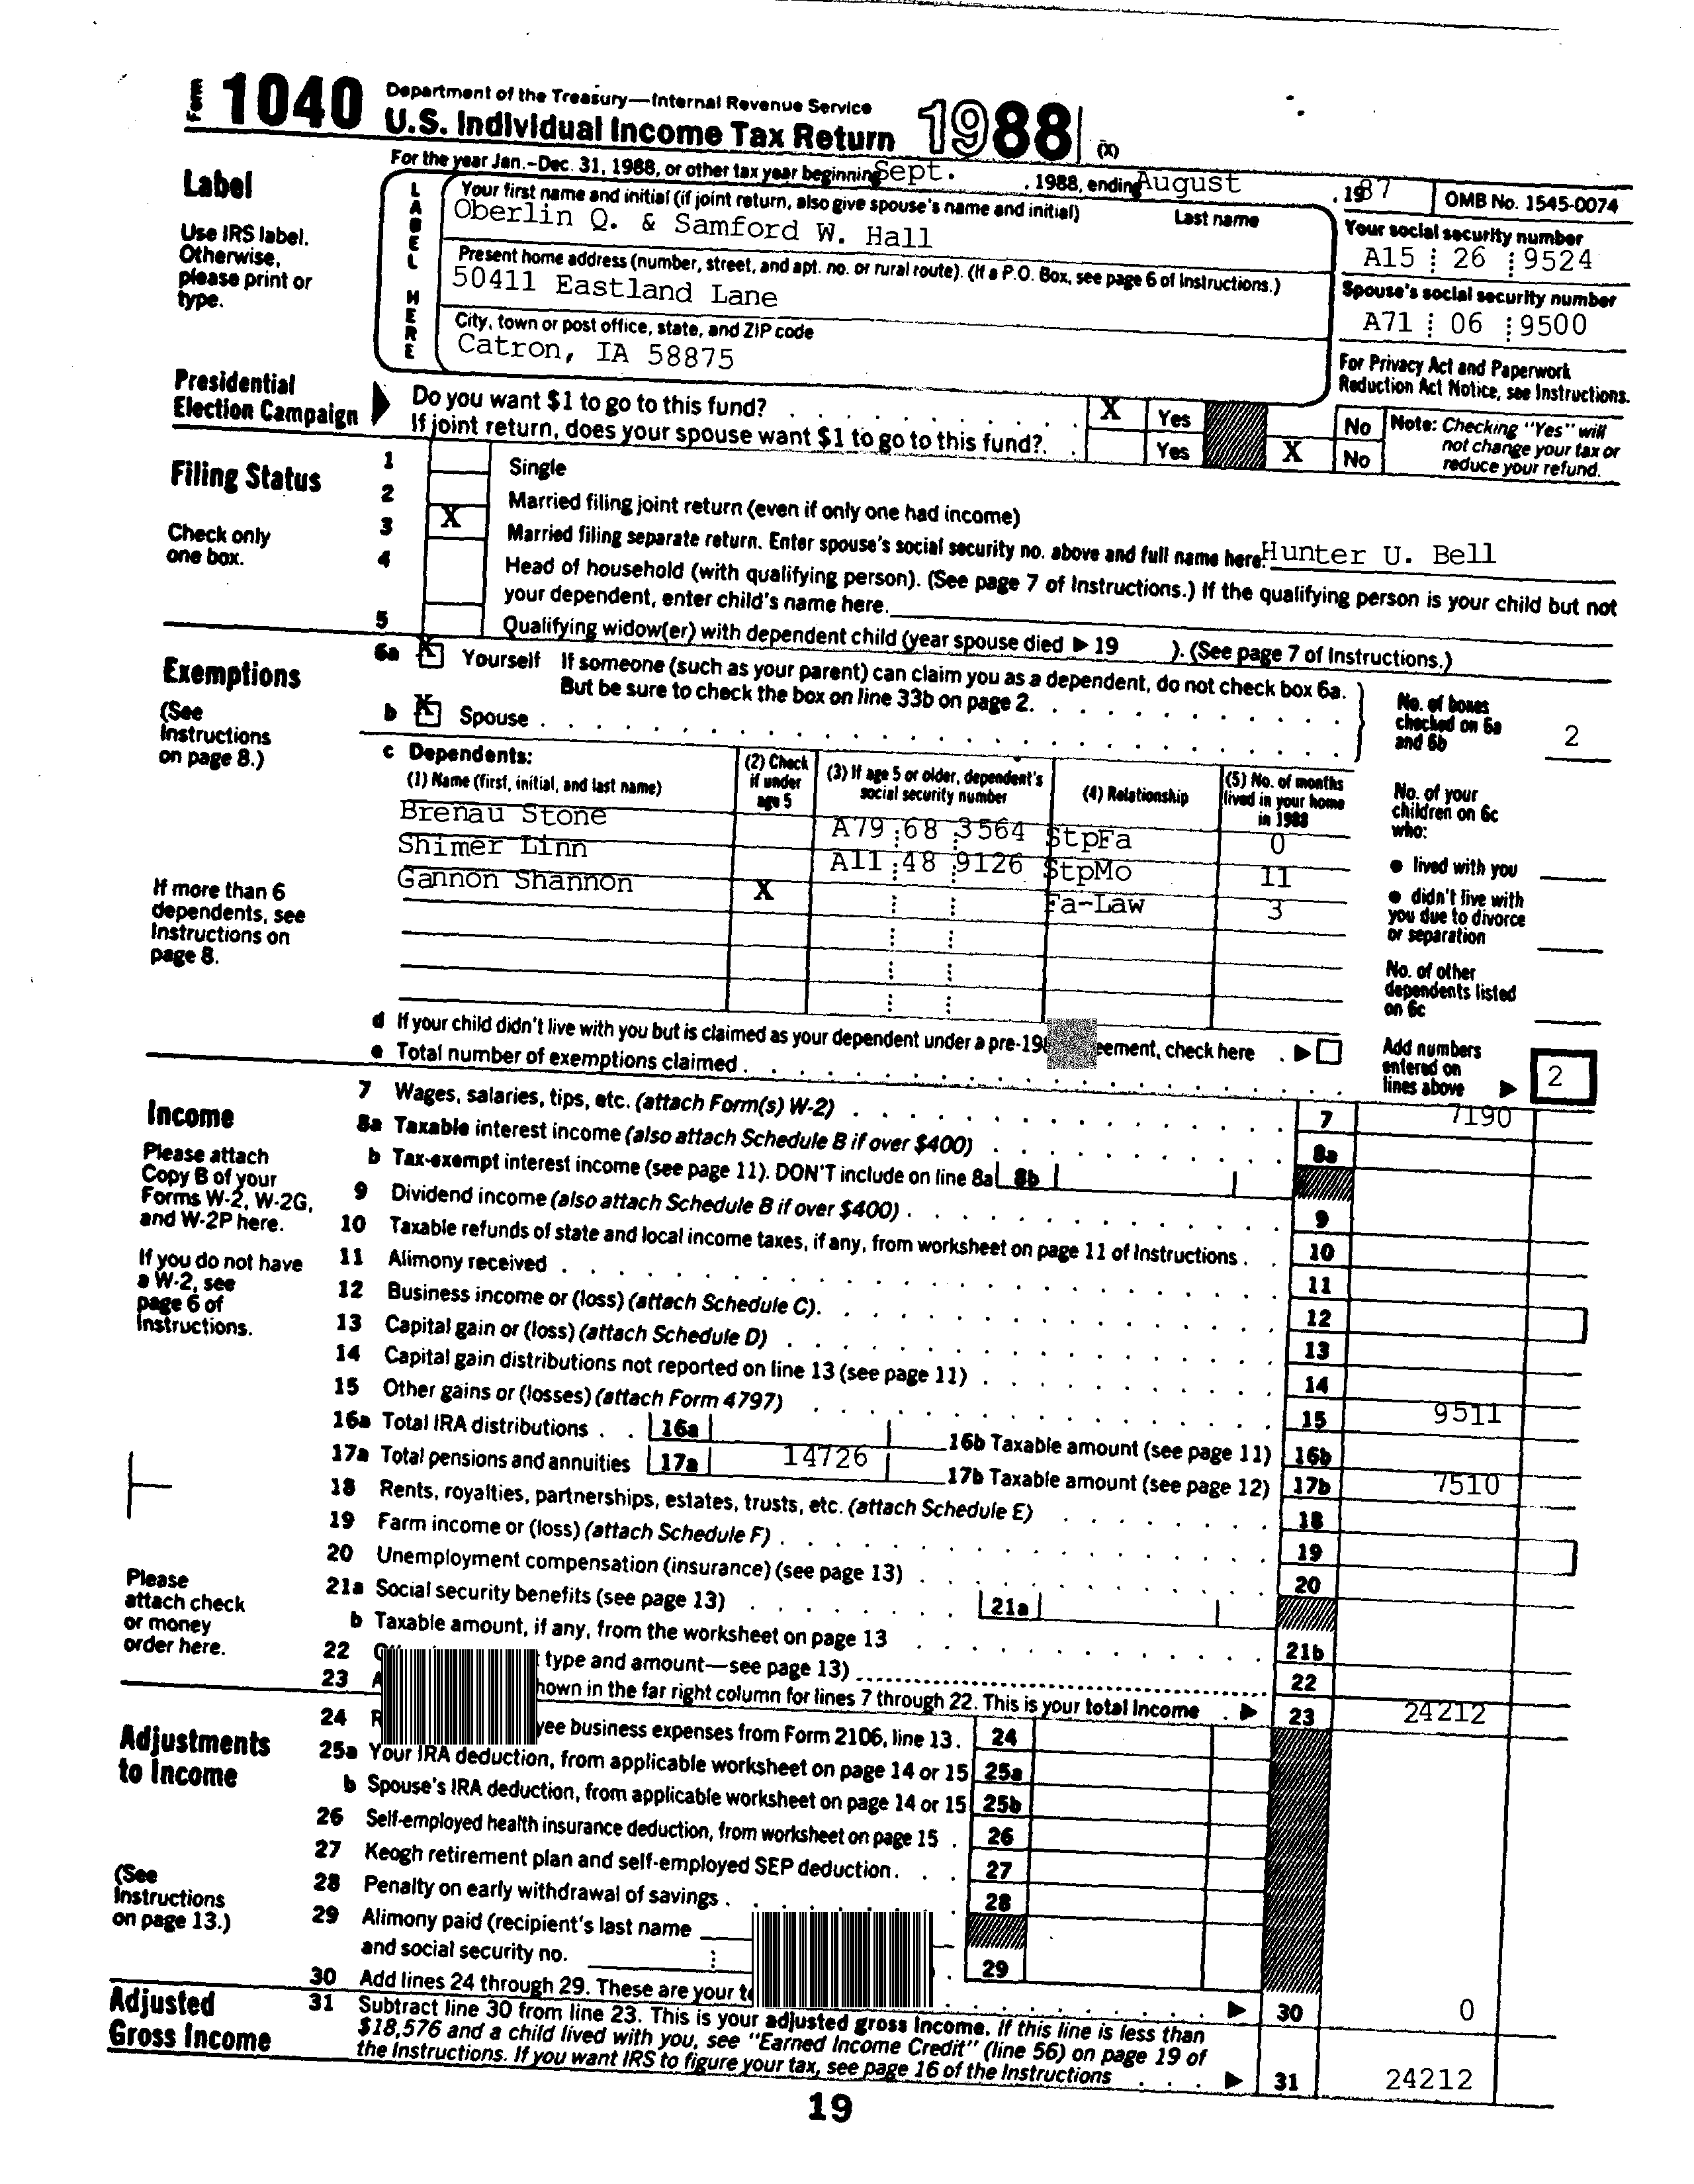 Form 1040 Department of the Treasury—Internal Revenue Service
U.S. Individual Income Tax Return 1988 (X)
For the year Jan.-Dec. 31, 1988, or other tax year beginning Sept. , 1988, ending August , 1987 OMB No. 1545-0074
Label
Use IRS label. Otherwise, please print or type.
LABEL HERE
Your first name and initial (if joint return, also give spouse's name and initial) Last name
Oberlin Q. & Samford W. Hall
Your social security number
A15 26 9524
Present home address (number, street, and apt. no. or rural route). (If a P.O. Box, see page 6 of Instructions.)
50411 Eastland Lane
Spouse's social security number
A71 06 9500
City, town or post office, state, and ZIP code
Catron, IA 58875
For Privacy Act and Paperwork Reduction Act Notice, see Instructions.
Presidential Election Campaign
Do you want $1 to go to this fund? X Yes No
If joint return, does your spouse want $1 to go to this fund? Yes X No
Note: Checking "Yes" will not change your tax or reduce your refund.
Filing Status
Check only one box.
1 Single
2 Married filing joint return (even if only one had income)
3 X Married filing separate return. Enter spouse's social security no. above and full name here. Hunter U. Bell
4 Head of household (with qualifying person). (See page 7 of Instructions.) If the qualifying person is your child but not
your dependent, enter child's name here.
5 Qualifying widow(er) with dependent child (year spouse died ▶ 19 ). (See page 7 of Instructions.)
Exemptions
(See Instructions on page 8.)
6a X Yourself If someone (such as your parent) can claim you as a dependent, do not check box 6a.
But be sure to check the box on line 33b on page 2.
b X Spouse
No. of boxes checked on 6a and 6b 2
c Dependents:
(1) Name (first, initial, and last name) (2) Check if under age 5 (3) If age 5 or older, dependent's social security number (4) Relationship (5) No. of months lived in your home in 1988
Brenau Stone A79 68 3564 StpFa 0
Shimer Linn A11 48 9126 StpMo 11
Gannon Shannon X Fa-Law 3
No. of your children on 6c who:
● lived with you
● didn't live with you due to divorce or separation
No. of other dependents listed on 6c
If more than 6 dependents, see Instructions on page 8.
d If your child didn't live with you but is claimed as your dependent under a pre-19 eement, check here ▶
e Total number of exemptions claimed
Add numbers entered on lines above ▶ 2
Income
Please attach Copy B of your Forms W-2, W-2G, and W-2P here.
If you do not have a W-2, see page 6 of Instructions.
7 Wages, salaries, tips, etc. (attach Form(s) W-2) 7 7190
8a Taxable interest income (also attach Schedule B if over $400) 8a
b Tax-exempt interest income (see page 11). DON'T include on line 8a 8b
9 Dividend income (also attach Schedule B if over $400) 9
10 Taxable refunds of state and local income taxes, if any, from worksheet on page 11 of Instructions 10
11 Alimony received 11
12 Business income or (loss) (attach Schedule C) 12
13 Capital gain or (loss) (attach Schedule D) 13
14 Capital gain distributions not reported on line 13 (see page 11) 14
15 Other gains or (losses) (attach Form 4797) 15 9511
16a Total IRA distributions 16a 16b Taxable amount (see page 11) 16b
17a Total pensions and annuities 17a 14726 17b Taxable amount (see page 12) 17b 7510
18 Rents, royalties, partnerships, estates, trusts, etc. (attach Schedule E) 18
19 Farm income or (loss) (attach Schedule F) 19
20 Unemployment compensation (insurance) (see page 13) 20
21a Social security benefits (see page 13) 21a
b Taxable amount, if any, from the worksheet on page 13 21b
22 type and amount—see page 13) 22
23 hown in the far right column for lines 7 through 22. This is your total income ▶ 23 24212
Please attach check or money order here.
Adjustments to Income
(See Instructions on page 13.)
24 R yee business expenses from Form 2106, line 13. 24
25a Your IRA deduction, from applicable worksheet on page 14 or 15 25a
b Spouse's IRA deduction, from applicable worksheet on page 14 or 15 25b
26 Self-employed health insurance deduction, from worksheet on page 15 26
27 Keogh retirement plan and self-employed SEP deduction 27
28 Penalty on early withdrawal of savings 28
29 Alimony paid (recipient's last name
and social security no. 29
30 Add lines 24 through 29. These are your t ▶ 30 0
Adjusted Gross Income
31 Subtract line 30 from line 23. This is your adjusted gross income. If this line is less than
$18,576 and a child lived with you, see "Earned Income Credit" (line 56) on page 19 of
the Instructions. If you want IRS to figure your tax, see page 16 of the Instructions ▶ 31 24212
19